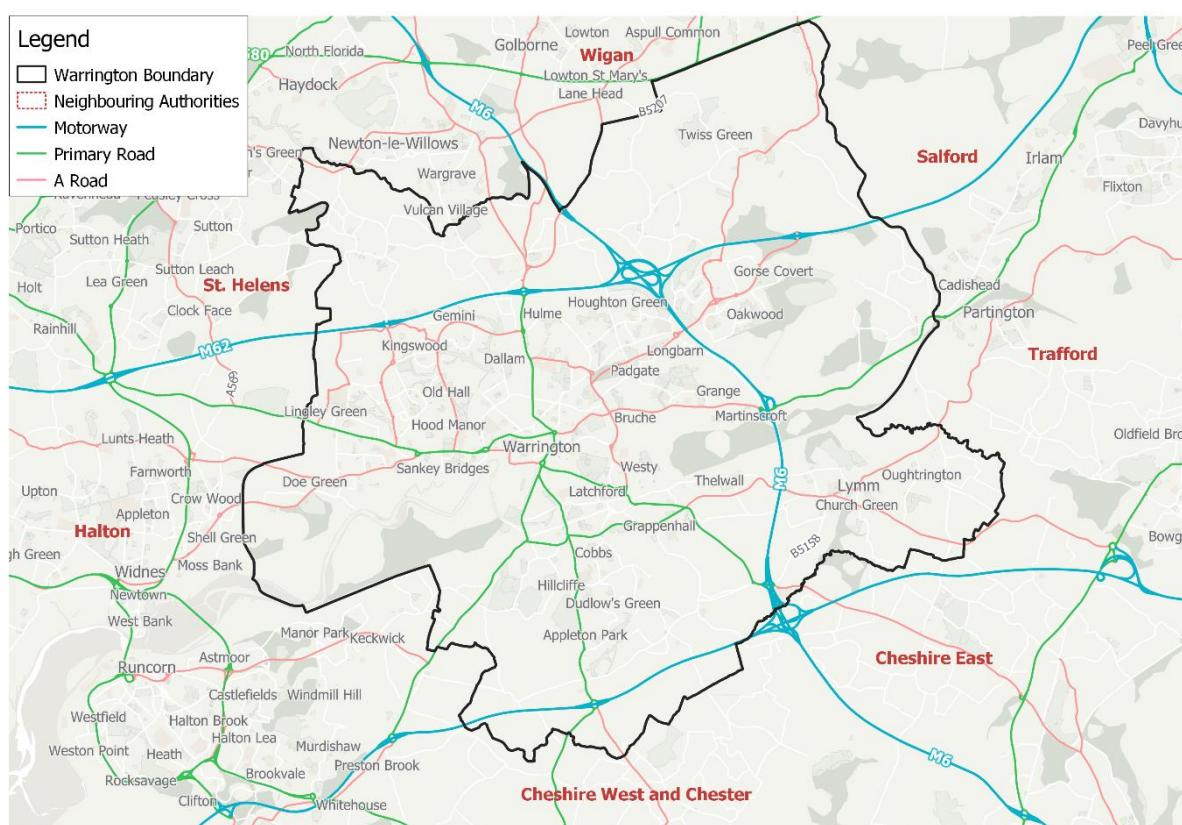 Legend
Warrington Boundary
Neighbouring Authorities
Motorway
Primary Road
A Road
North Florida
Haydock
Golborne
Lowton
Aspull Common
Wigan
Lowton St Mary's
Lane Head
B5207
M6
Peel Gree
Twiss Green
Davyhu
Salford
Irlam
Flixton
Newton-le-Willows
Wargrave
Vulcan Village
Portico
Sutton
Sutton Heath
Sutton Leach
Lea Green
St. Helens
Holt
Clock Face
Rainhill
M62
A569
Gorse Covert
Houghton Green
Oakwood
Cadishead
Partington
Trafford
Gemini
Hulme
Kingswood
Dallam
Longbarn
Padgate
Old Hall
Grange
Martinscroft
Lingley Green
Hood Manor
Bruche
Warrington
Sankey Bridges
Westy
Thelwall
Oughtrington
Lymm
Church Green
Oldfield Bro
Lunts Heath
Farnworth
Doe Green
Latchford
Upton
Crow Wood
Appleton
Grappenhall
M6
B5158
Bowg
Halton
Shell Green
Cobbs
gh Green
Moss Bank
Widnes
Newtown
Hillcliffe
Dudlow's Green
West Bank
Manor Park
Keckwick
Appleton Park
Cheshire East
Runcorn
Astmoor
Castlefields
Windmill Hill
Westfield
Halton Brook
Weston Point
Heath
Halton Lea
Murdishaw
Preston Brook
Rocksavage
Brookvale
Clifton
Whitehouse
Cheshire West and Chester
M6